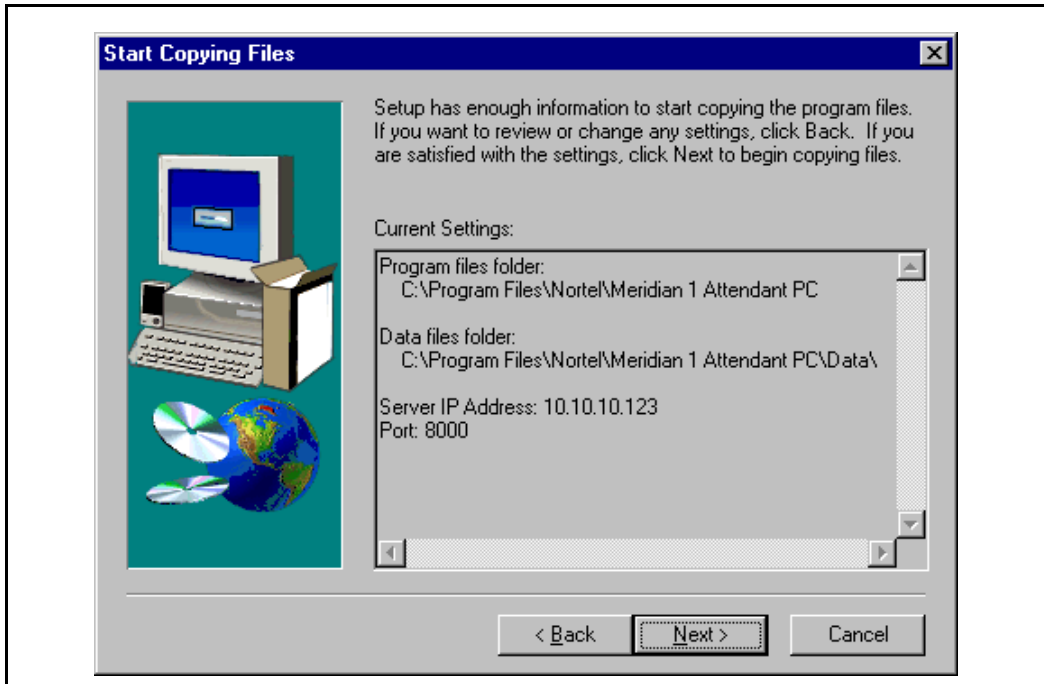 Start Copying Files
Setup has enough information to start copying the program files.
If you want to review or change any settings, click Back.  If you
are satisfied with the settings, click Next to begin copying files.
Current Settings:
Program files folder:
C:\Program Files\Nortel\Meridian 1 Attendant PC
Data files folder:
C:\Program Files\Nortel\Meridian 1 Attendant PC\Data\
Server IP Address: 10.10.10.123
Port: 8000
< Back
Next >
Cancel